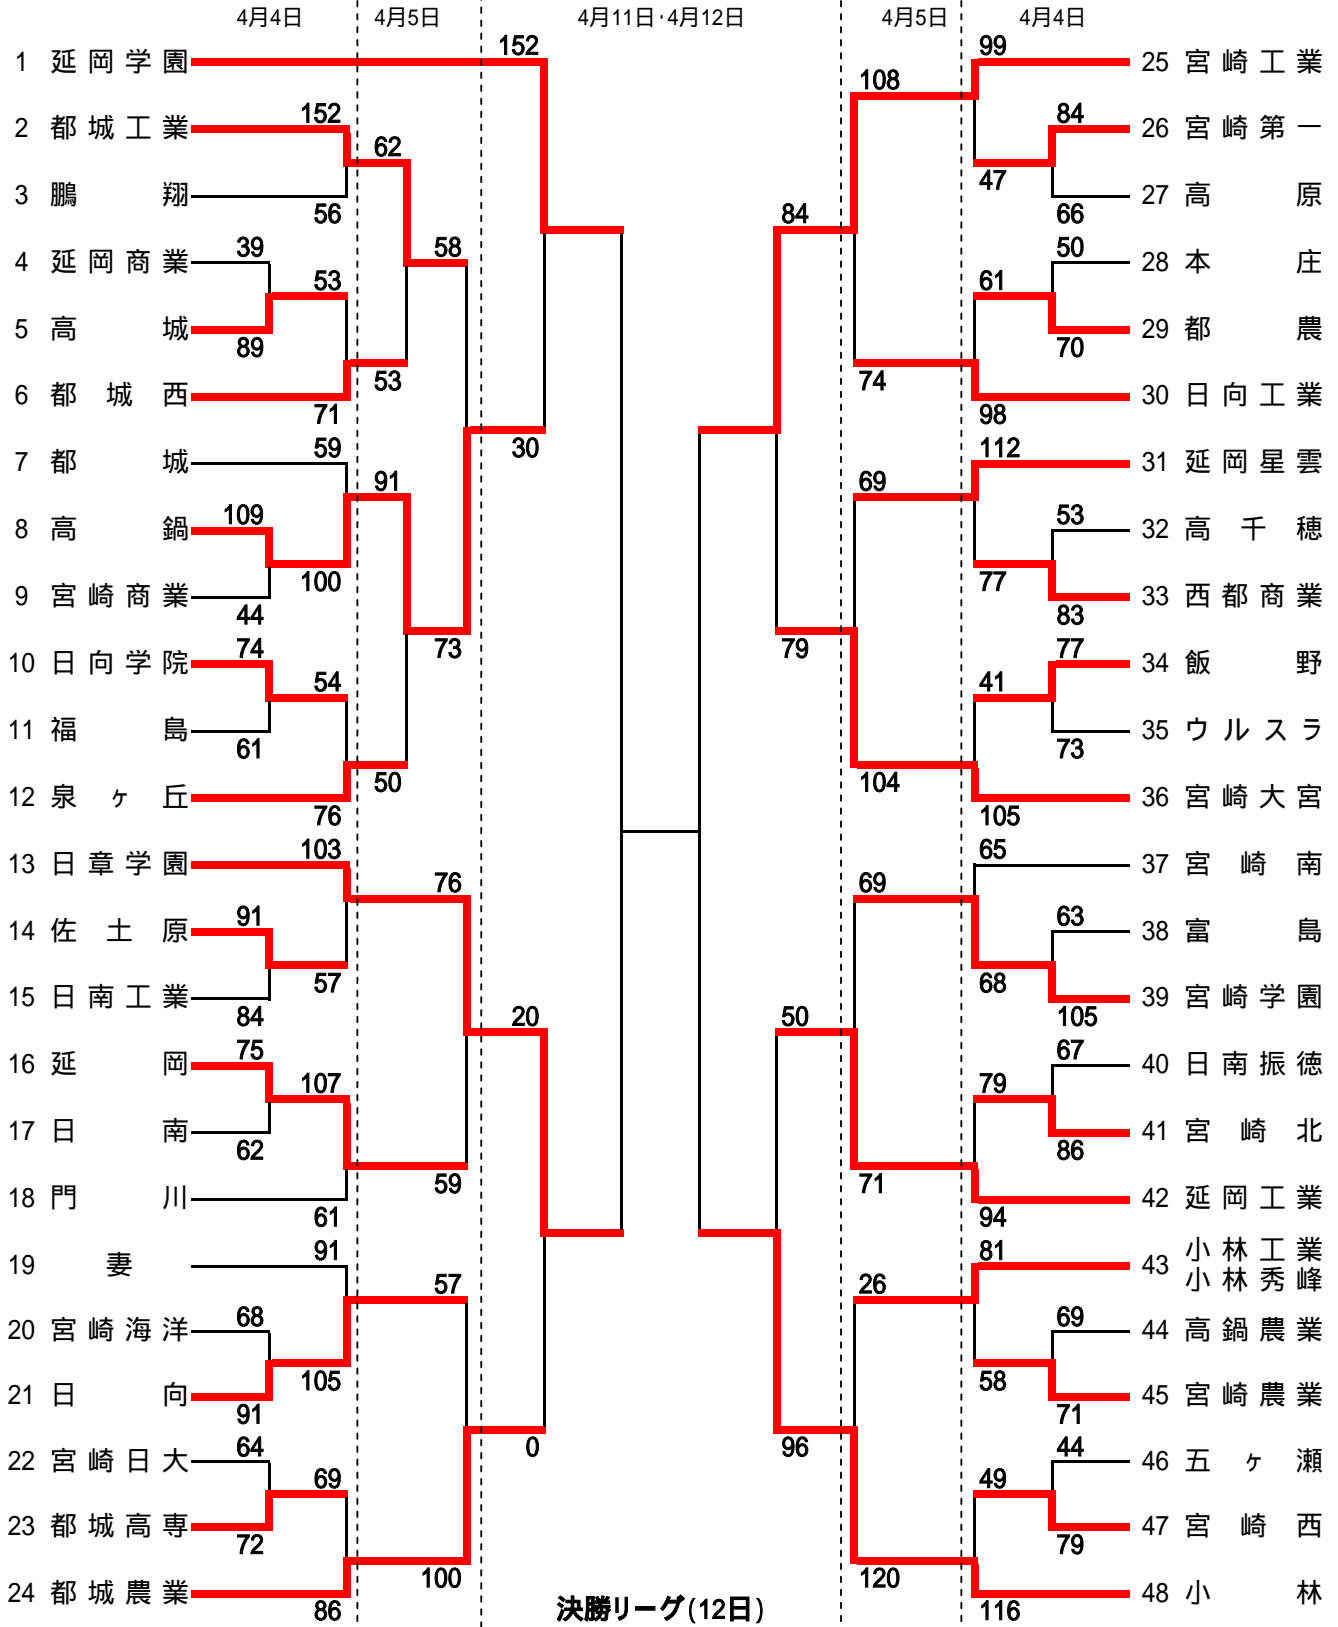 4月4日 4月5日 4月11日・4月12日 4月5日 4月4日
152
99
1 延岡学園
25 宮崎工業
108
152
84
2 都城工業
26 宮崎第一
62
47
3 鵬翔
27 高原
56
84
66
39
58
50
4 延岡商業
28 本庄
53
61
5 高城
29 都農
89
70
53
74
6 都城西
30 日向工業
71
98
59
30
112
7 都城
31 延岡星雲
91
69
109
53
8 高鍋
32 高千穂
100
77
9 宮崎商業
33 西都商業
44
83
74
73
79
77
10 日向学院
34 飯野
54
41
11 福島
35 ウルスラ
61
73
50
104
12 泉ヶ丘
36 宮崎大宮
76
105
103
65
13 日章学園
37 宮崎南
76
69
91
63
14 佐土原
38 富島
57
68
15 日南工業
39 宮崎学園
84
20
50
105
75
67
16 延岡
40 日南振徳
107
79
17 日南
41 宮崎北
62
86
59
71
18 門川
42 延岡工業
61
94
91
81
19 妻
43 小林工業
小林秀峰
57
26
68
69
20 宮崎海洋
44 高鍋農業
105
58
21 日向
45 宮崎農業
91
71
64
0
96
44
22 宮崎日大
46 五ヶ瀬
69
49
23 都城高専
47 宮崎西
72
79
100
120
24 都城農業
48 小林
86
決勝リーグ(12日)
116